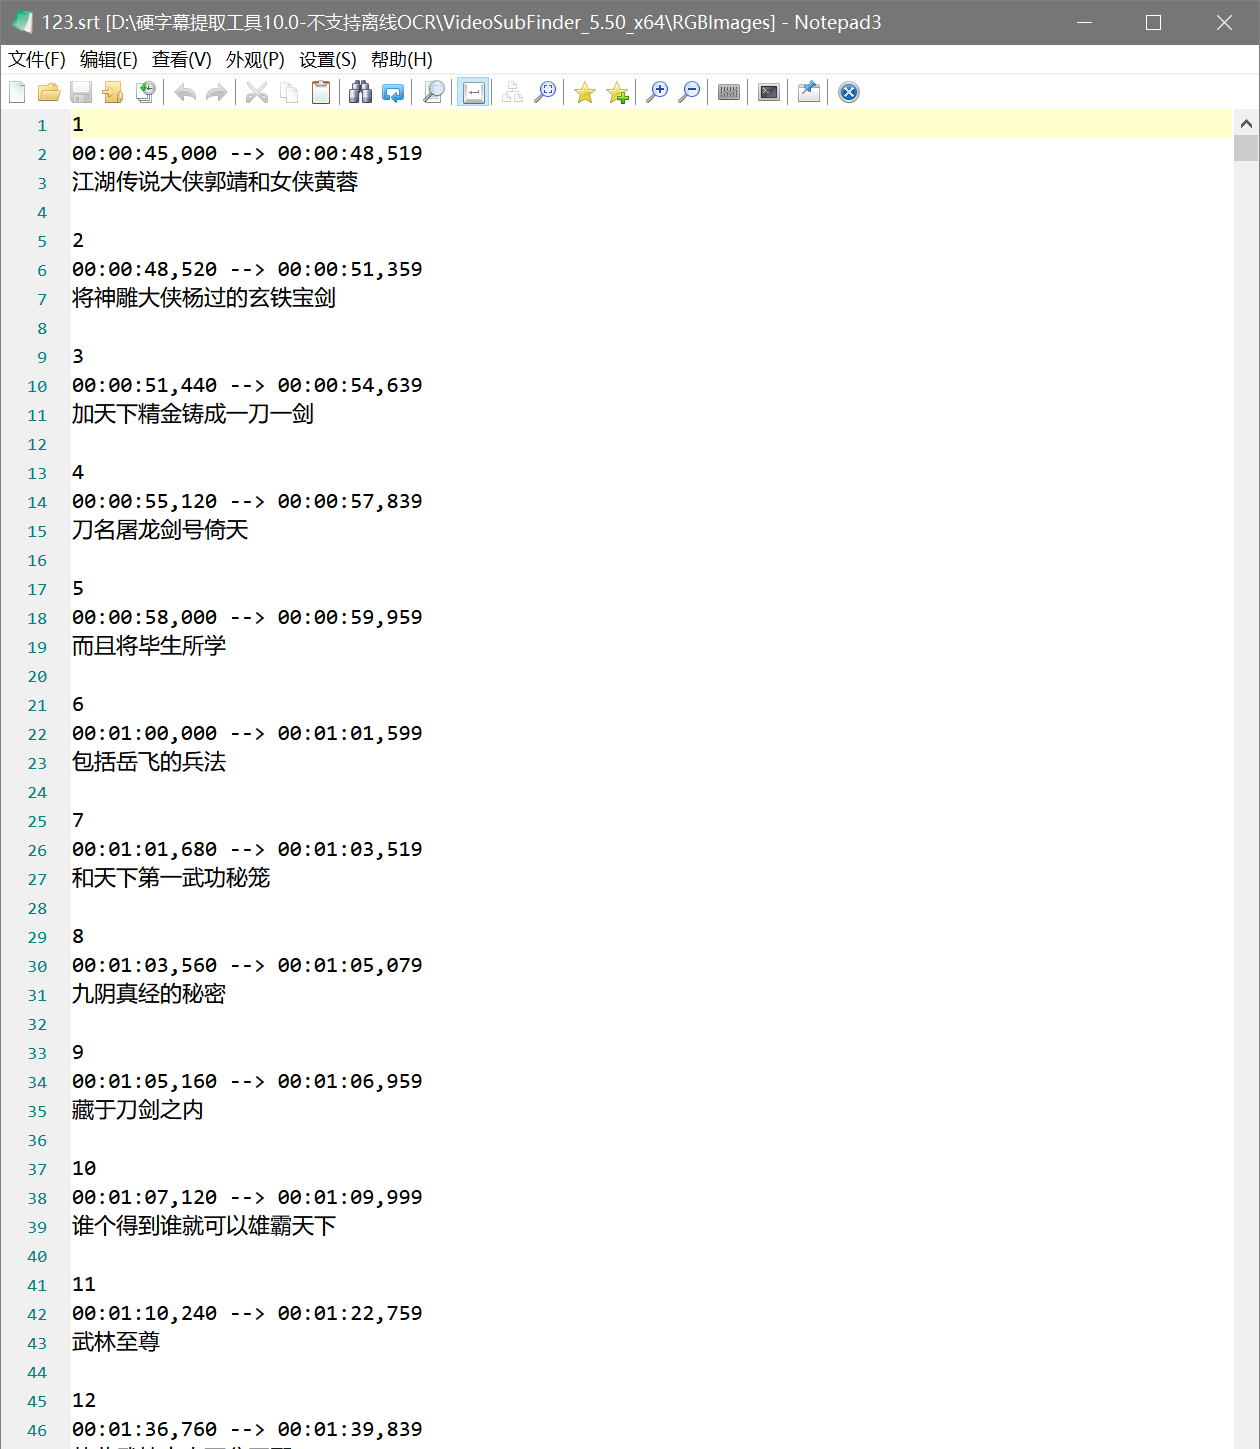 123.srt [D:\硬字幕提取工具10.0-不支持离线OCR\VideoSubFinder_5.50_x64\RGBImages] - Notepad3
文件(F) 编辑(E) 查看(V) 外观(P) 设置(S) 帮助(H)
1 1
2 00:00:45,000 --> 00:00:48,519
3 江湖传说大侠郭靖和女侠黄蓉
4
5 2
6 00:00:48,520 --> 00:00:51,359
7 将神雕大侠杨过的玄铁宝剑
8
9 3
10 00:00:51,440 --> 00:00:54,639
11 加天下精金铸成一刀一剑
12
13 4
14 00:00:55,120 --> 00:00:57,839
15 刀名屠龙剑号倚天
16
17 5
18 00:00:58,000 --> 00:00:59,959
19 而且将毕生所学
20
21 6
22 00:01:00,000 --> 00:01:01,599
23 包括岳飞的兵法
24
25 7
26 00:01:01,680 --> 00:01:03,519
27 和天下第一武功秘笼
28
29 8
30 00:01:03,560 --> 00:01:05,079
31 九阴真经的秘密
32
33 9
34 00:01:05,160 --> 00:01:06,959
35 藏于刀剑之内
36
37 10
38 00:01:07,120 --> 00:01:09,999
39 谁个得到谁就可以雄霸天下
40
41 11
42 00:01:10,240 --> 00:01:22,759
43 武林至尊
44
45 12
46 00:01:36,760 --> 00:01:39,839